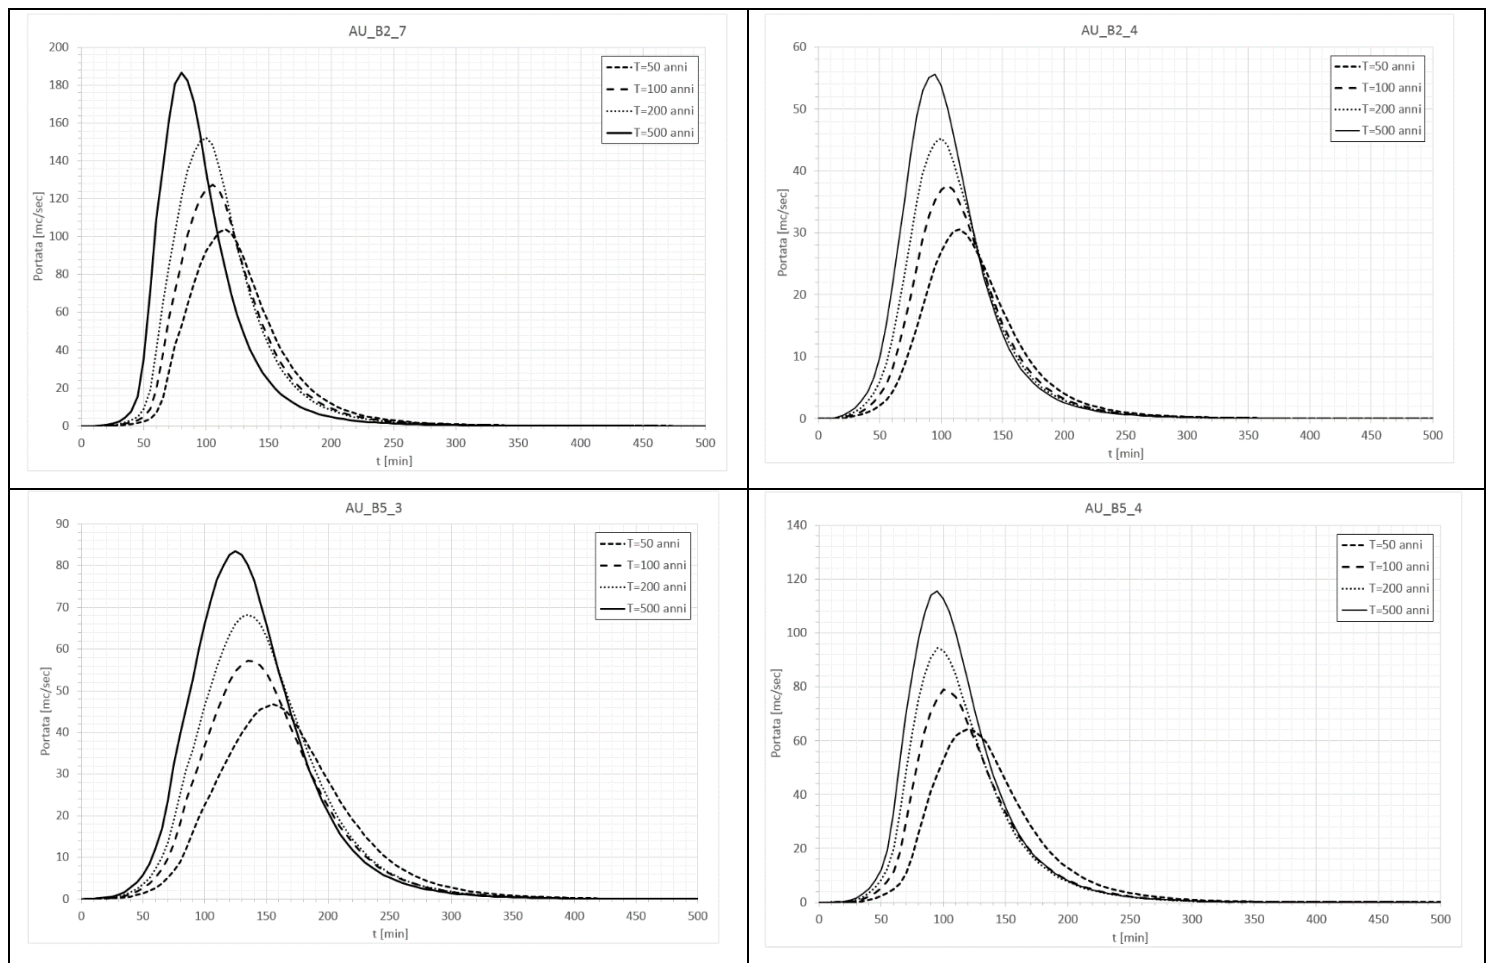 AU_B2_7
200
180
160
140
120
100
80
60
40
20
0
Portata [mc/sec]
0 50 100 150 200 250 300 350 400 450 500
t [min]
T=50 anni
T=100 anni
T=200 anni
T=500 anni
AU_B2_4
60
50
40
30
20
10
0
Portata [mc/sec]
0 50 100 150 200 250 300 350 400 450 500
t [min]
T=50 anni
T=100 anni
T=200 anni
T=500 anni
AU_B5_3
90
80
70
60
50
40
30
20
10
0
Portata [mc/sec]
0 50 100 150 200 250 300 350 400 450 500
t [min]
T=50 anni
T=100 anni
T=200 anni
T=500 anni
AU_B5_4
140
120
100
80
60
40
20
0
Portata [mc/sec]
0 50 100 150 200 250 300 350 400 450 500
t [min]
T=50 anni
T=100 anni
T=200 anni
T=500 anni